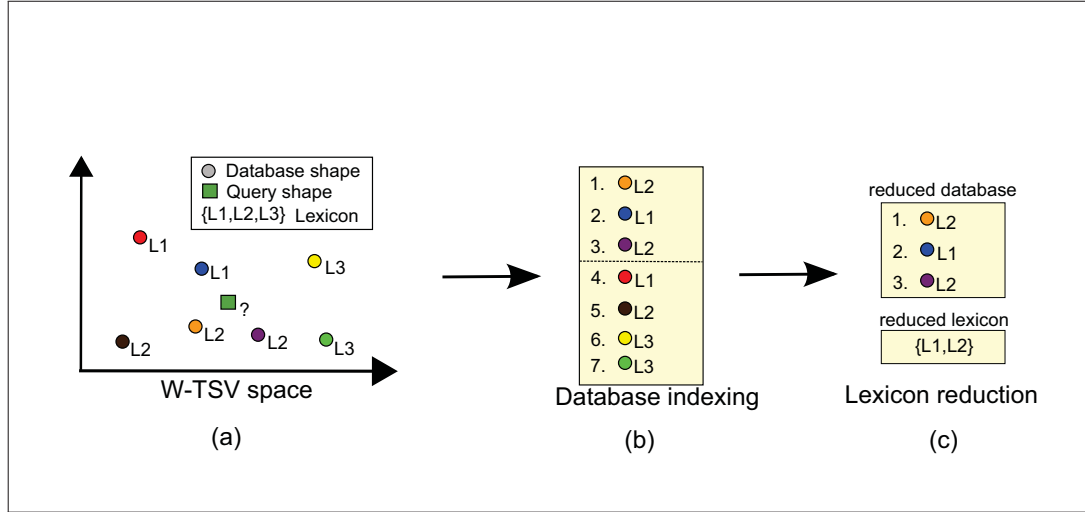 Database shape
Query shape
{L1,L2,L3} Lexicon
L1
L1
L3
?
L2
L2
L2
L3
W-TSV space
(a)
1. L2
2. L1
3. L2
4. L1
5. L2
6. L3
7. L3
Database indexing
(b)
reduced database
1. L2
2. L1
3. L2
reduced lexicon
{L1,L2}
Lexicon reduction
(c)